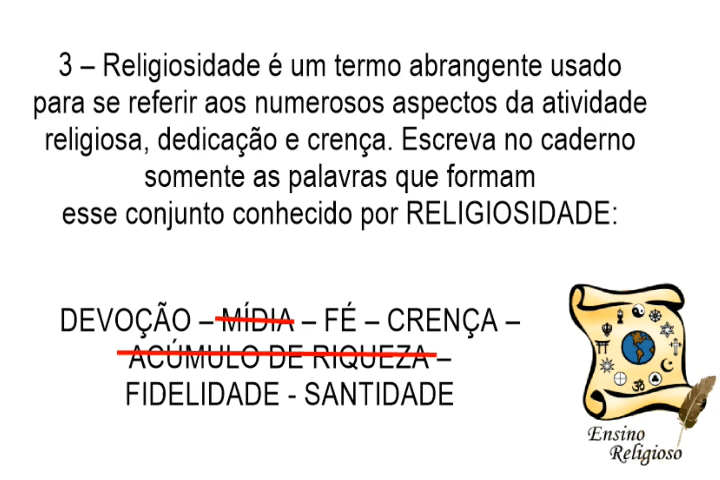 3 – Religiosidade é um termo abrangente usado
para se referir aos numerosos aspectos da atividade
religiosa, dedicação e crença. Escreva no caderno
somente as palavras que formam
esse conjunto conhecido por RELIGIOSIDADE:
DEVOÇÃO – MÍDIA – FÉ – CRENÇA –
ACÚMULO DE RIQUEZA –
FIDELIDADE - SANTIDADE
Ensino
Religioso